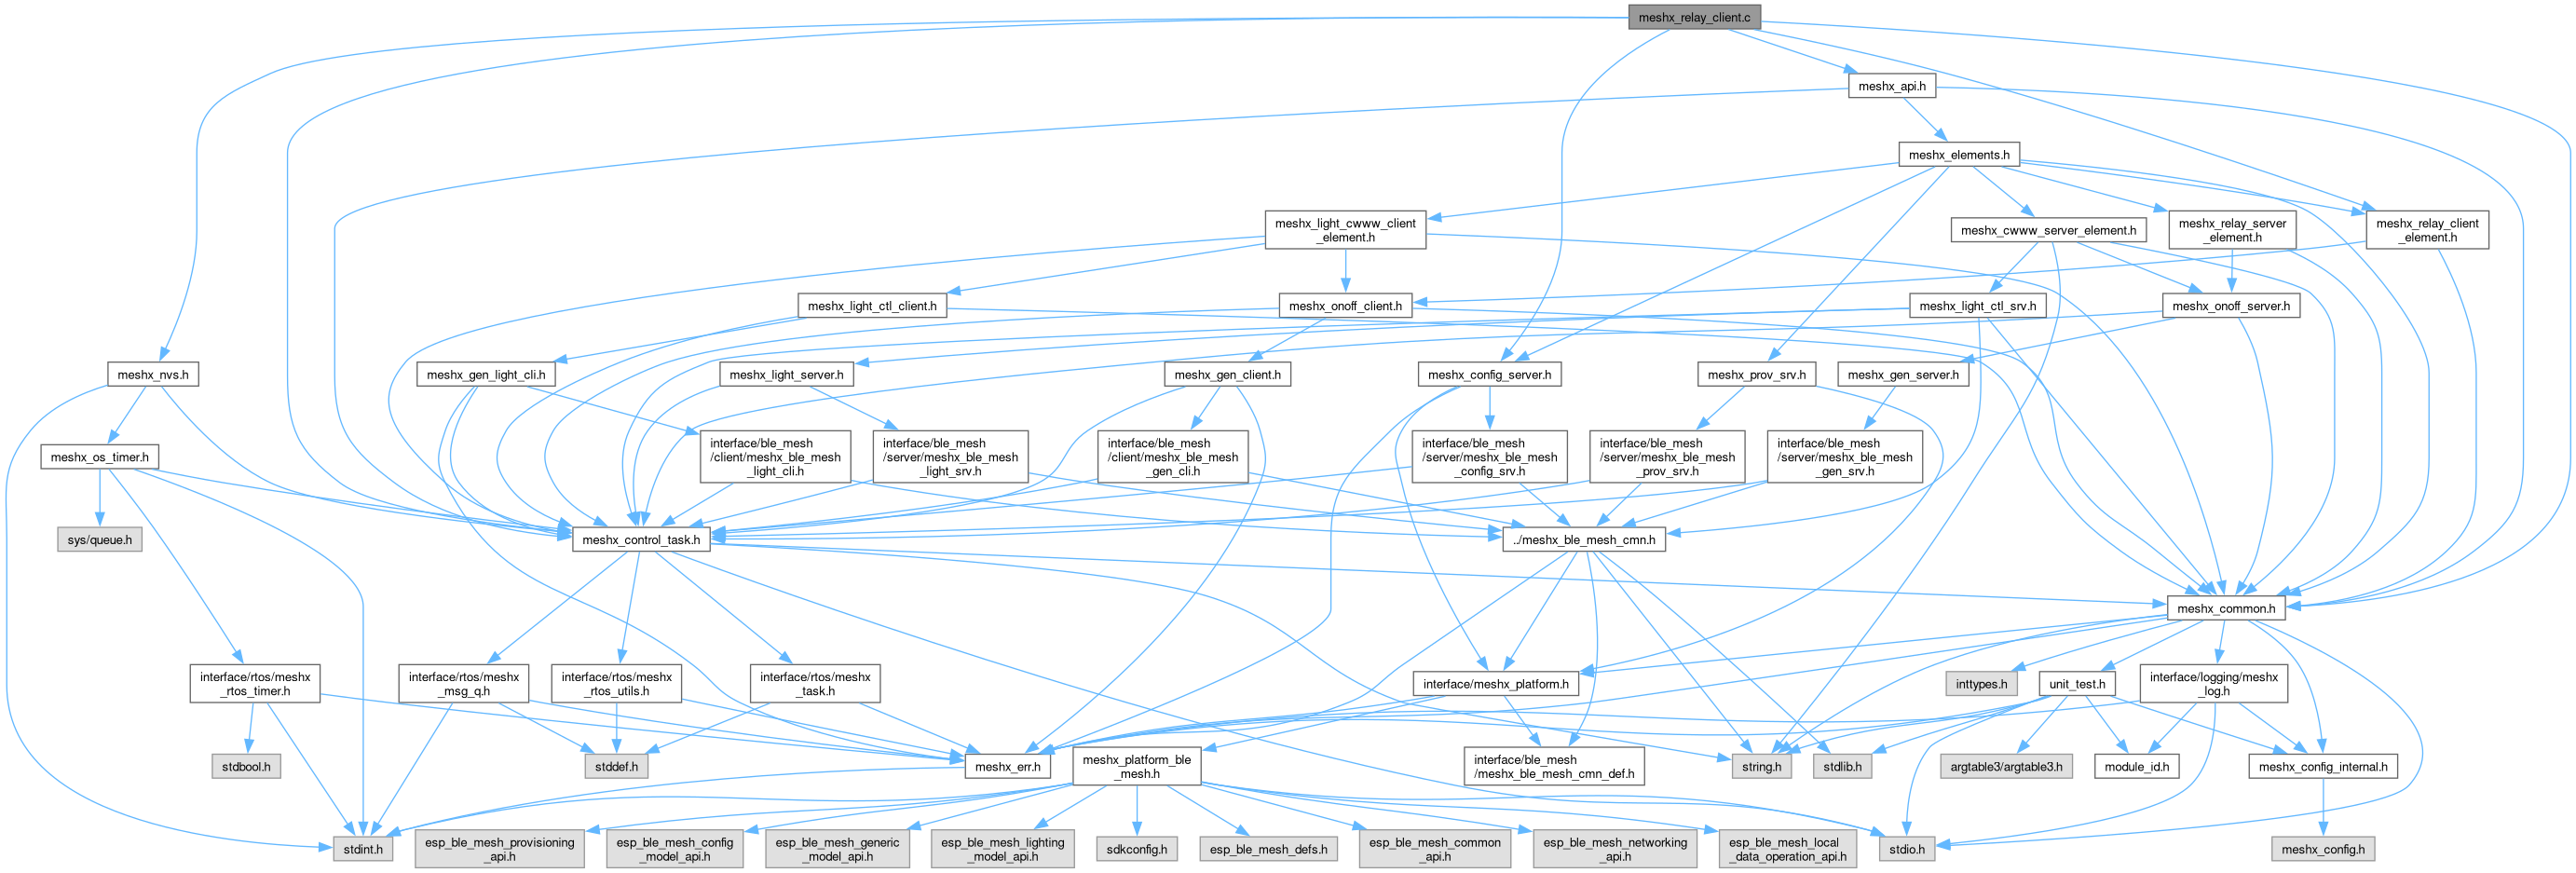 meshx_relay_client.c
meshx_api.h
meshx_elements.h
meshx_light_cwww_client
_element.h
meshx_cwww_server_element.h
meshx_relay_server
_element.h
meshx_relay_client
_element.h
meshx_light_ctl_client.h
meshx_onoff_client.h
meshx_light_ctl_srv.h
meshx_onoff_server.h
meshx_nvs.h
meshx_gen_light_cli.h
meshx_light_server.h
meshx_gen_client.h
meshx_config_server.h
meshx_prov_srv.h
meshx_gen_server.h
meshx_os_timer.h
interface/ble_mesh
/client/meshx_ble_mesh
_light_cli.h
interface/ble_mesh
/server/meshx_ble_mesh
_light_srv.h
interface/ble_mesh
/client/meshx_ble_mesh
_gen_cli.h
interface/ble_mesh
/server/meshx_ble_mesh
_config_srv.h
interface/ble_mesh
/server/meshx_ble_mesh
_prov_srv.h
interface/ble_mesh
/server/meshx_ble_mesh
_gen_srv.h
sys/queue.h
meshx_control_task.h
../meshx_ble_mesh_cmn.h
meshx_common.h
interface/rtos/meshx
_rtos_timer.h
interface/rtos/meshx
_msg_q.h
interface/rtos/meshx
_rtos_utils.h
interface/rtos/meshx
_task.h
interface/meshx_platform.h
inttypes.h
unit_test.h
interface/logging/meshx
_log.h
stdbool.h
stddef.h
meshx_err.h
meshx_platform_ble
_mesh.h
interface/ble_mesh
/meshx_ble_mesh_cmn_def.h
string.h
stdlib.h
argtable3/argtable3.h
module_id.h
meshx_config_internal.h
stdint.h
esp_ble_mesh_provisioning
_api.h
esp_ble_mesh_config
_model_api.h
esp_ble_mesh_generic
_model_api.h
esp_ble_mesh_lighting
_model_api.h
sdkconfig.h
esp_ble_mesh_defs.h
esp_ble_mesh_common
_api.h
esp_ble_mesh_networking
_api.h
esp_ble_mesh_local
_data_operation_api.h
stdio.h
meshx_config.h